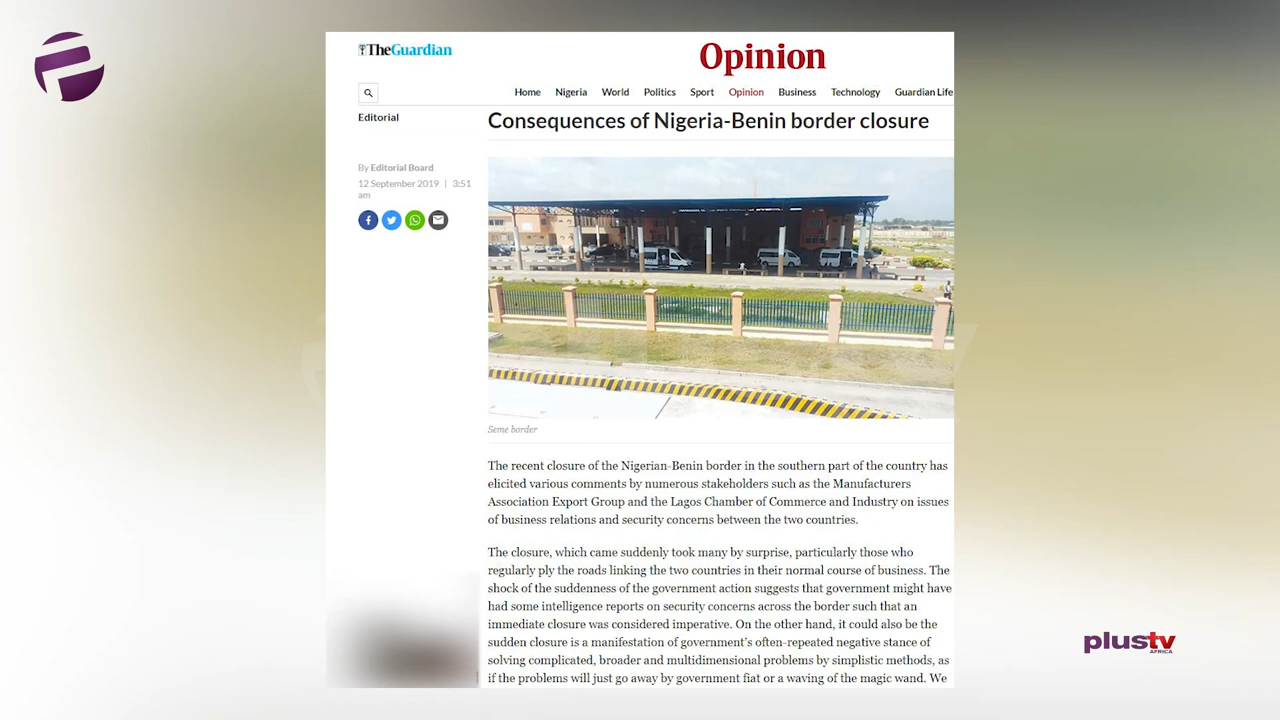 TheGuardian
Opinion
Home Nigeria World Politics Sport Opinion Business Technology Guardian Life
Editorial
Consequences of Nigeria-Benin border closure
By Editorial Board
12 September 2019 | 3:51
am
Seme border
The recent closure of the Nigerian-Benin border in the southern part of the country has
elicited various comments by numerous stakeholders such as the Manufacturers
Association Export Group and the Lagos Chamber of Commerce and Industry on issues
of business relations and security concerns between the two countries.
The closure, which came suddenly took many by surprise, particularly those who
regularly ply the roads linking the two countries in their normal course of business. The
shock of the suddenness of the government action suggests that government might have
had some intelligence reports on security concerns across the border such that an
immediate closure was considered imperative. On the other hand, it could also be the
sudden closure is a manifestation of government's often-repeated negative stance of
solving complicated, broader and multidimensional problems by simplistic methods, as
if the problems will just go away by government fiat or a waving of the magic wand. We
plustv
AFRICA